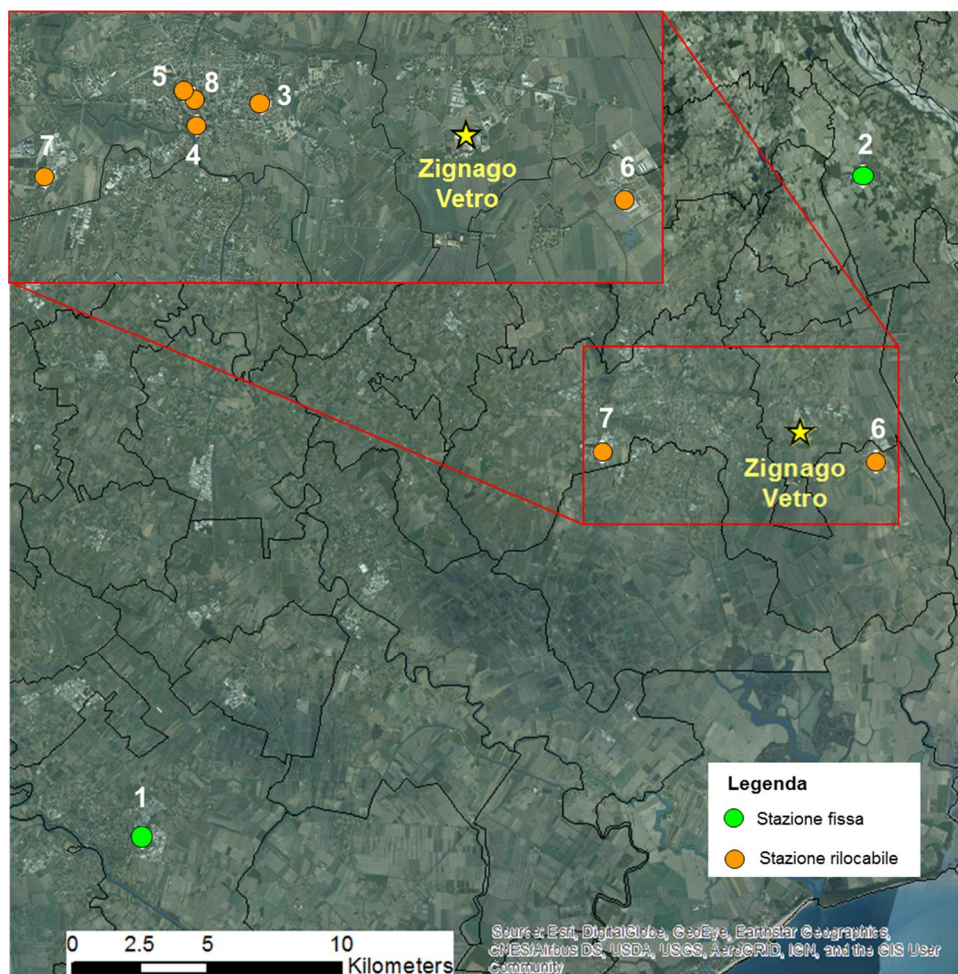 5
8
3
4
7
Zignago
Vetro
6
2
7
6
Zignago
Vetro
1
Legenda
Stazione fissa
Stazione rilocabile
0 2.5 5 10
Kilometers
Source: Esri, DigitalGlobe, GeoEye, Earthstar Geographics,
CNES/Airbus DS, USDA, USGS, AeroGRID, IGN, and the GIS User
Community